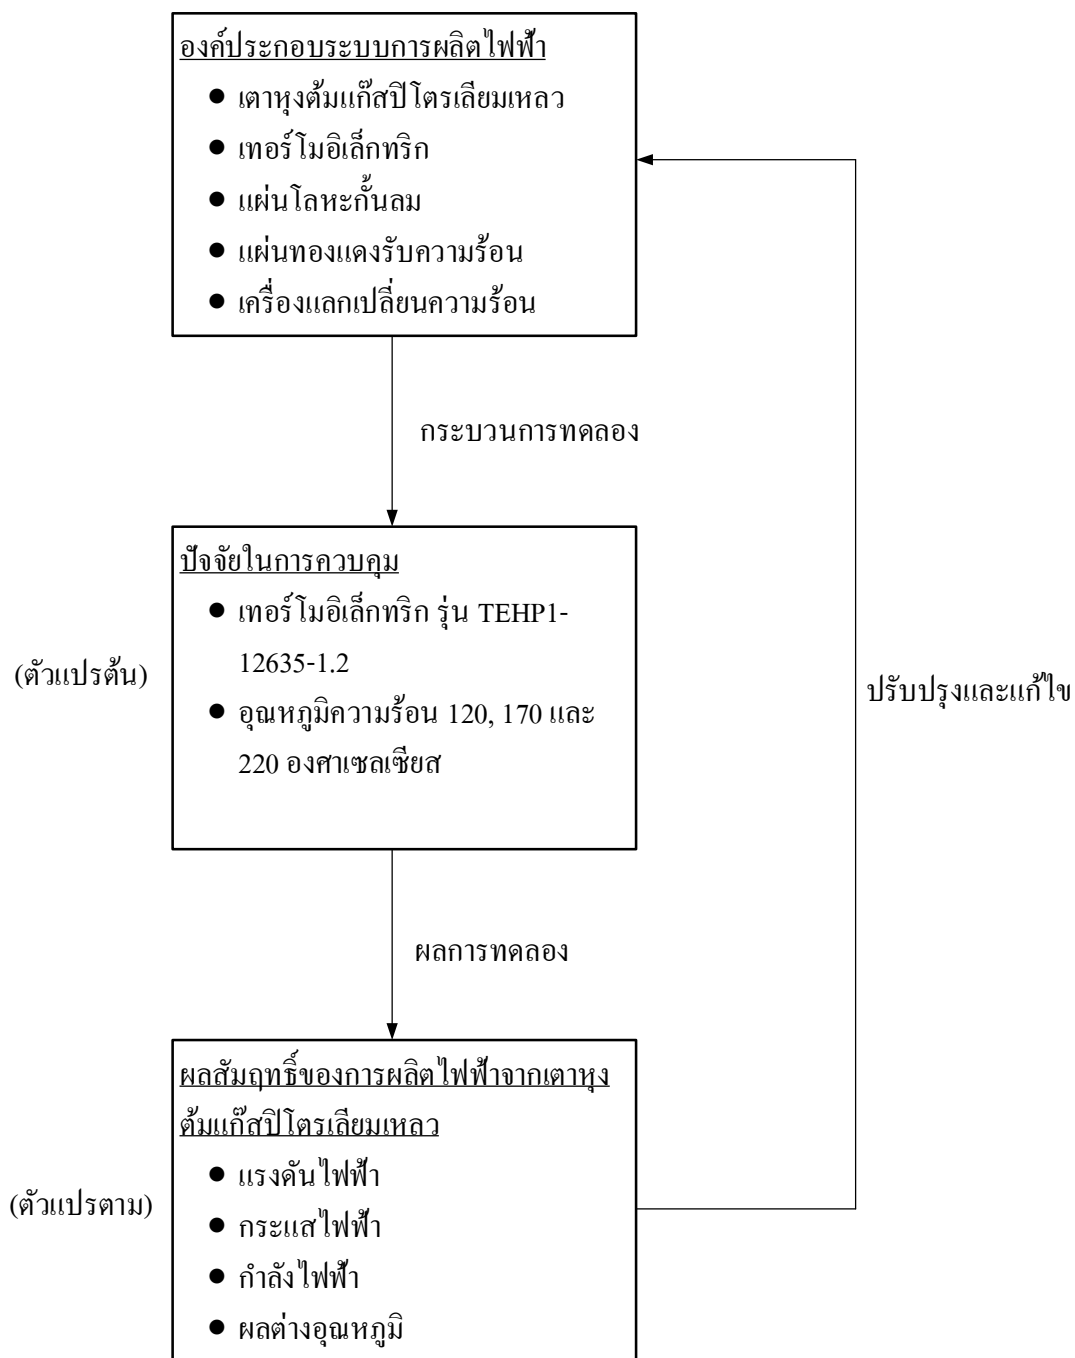 องค์ประกอบระบบการผลิตไฟฟ้า
● เตาหุงต้มแก๊สปิโตรเลียมเหลว
● เทอร์โมอิเล็กทริก
● แผ่นโลหะกั้นลม
● แผ่นทองแดงรับความร้อน
● เครื่องแลกเปลี่ยนความร้อน
กระบวนการทดลอง
ปัจจัยในการควบคุม
● เทอร์โมอิเล็กทริก รุ่น TEHP1-
12635-1.2
(ตัวแปรต้น)
● อุณหภูมิความร้อน 120, 170 และ
220 องศาเซลเซียส
ปรับปรุงและแก้ไข
ผลการทดลอง
ผลสัมฤทธิ์ของการผลิตไฟฟ้าจากเตาหุง
ต้มแก๊สปิโตรเลียมเหลว
● แรงดันไฟฟ้า
(ตัวแปรตาม)
● กระแสไฟฟ้า
● กำลังไฟฟ้า
● ผลต่างอุณหภูมิ